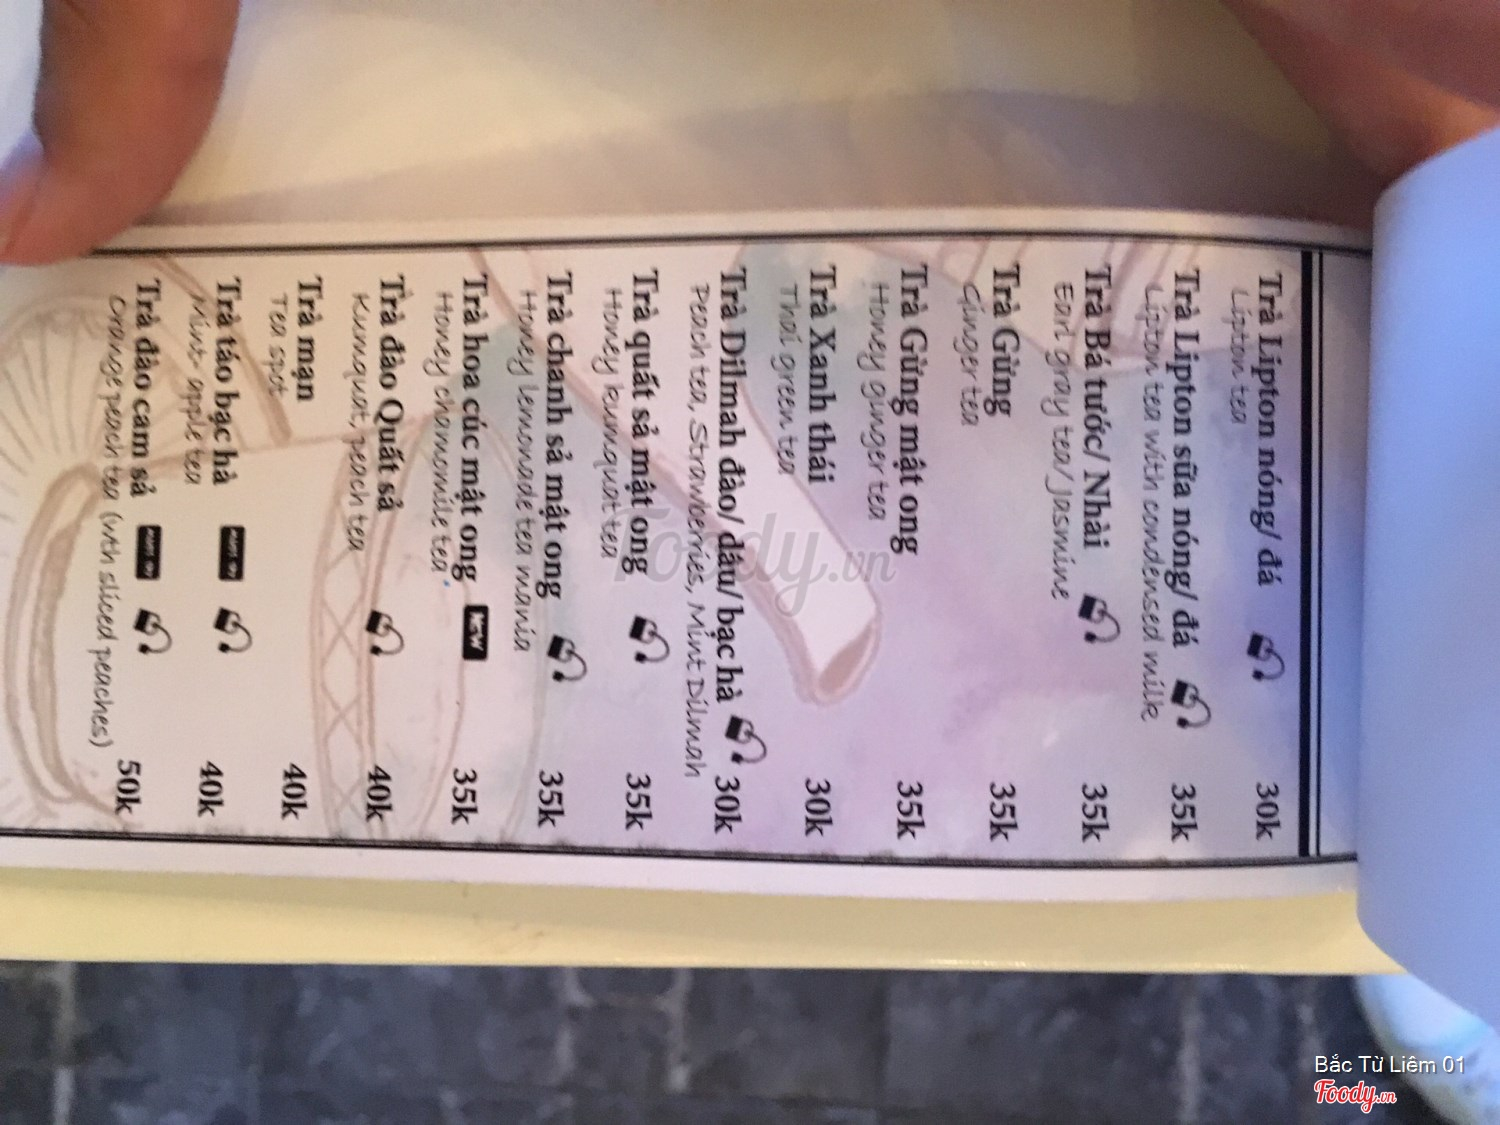 Trà Lipton nóng/ đá 30k
Lipton tea
Trà Lipton sữa nóng/ đá 35k
Lipton tea with condensed milk
Trà Bá tước/ Nhài 35k
Earl gray tea/ Jasmine
Trà Gừng 35k
Ginger tea
Trà Gừng mật ong 35k
Honey ginger tea
Trà Xanh thái 30k
Thai green tea
Trà Dilmah đào/ dâu/ bạc hà 30k
Peach tea, Strawberries, Mint Dilmah
Trà quất sả mật ong 35k
Honey kumquat tea
Trà chanh sả mật ong 35k
Honey lemonade tea mania
Trà hoa cúc mật ong NEW 35k
Honey chamomile tea
Trà đào Quất sả 40k
Kumquat, peach tea
Trà mạn 40k
Tea spot
Trà táo bạc hà 40k
Mint- apple tea
Trà đào cam sả 50k
Orange peach tea (wth sliced peaches)
Foody.vn
Bắc Từ Liêm 01
Foody.vn